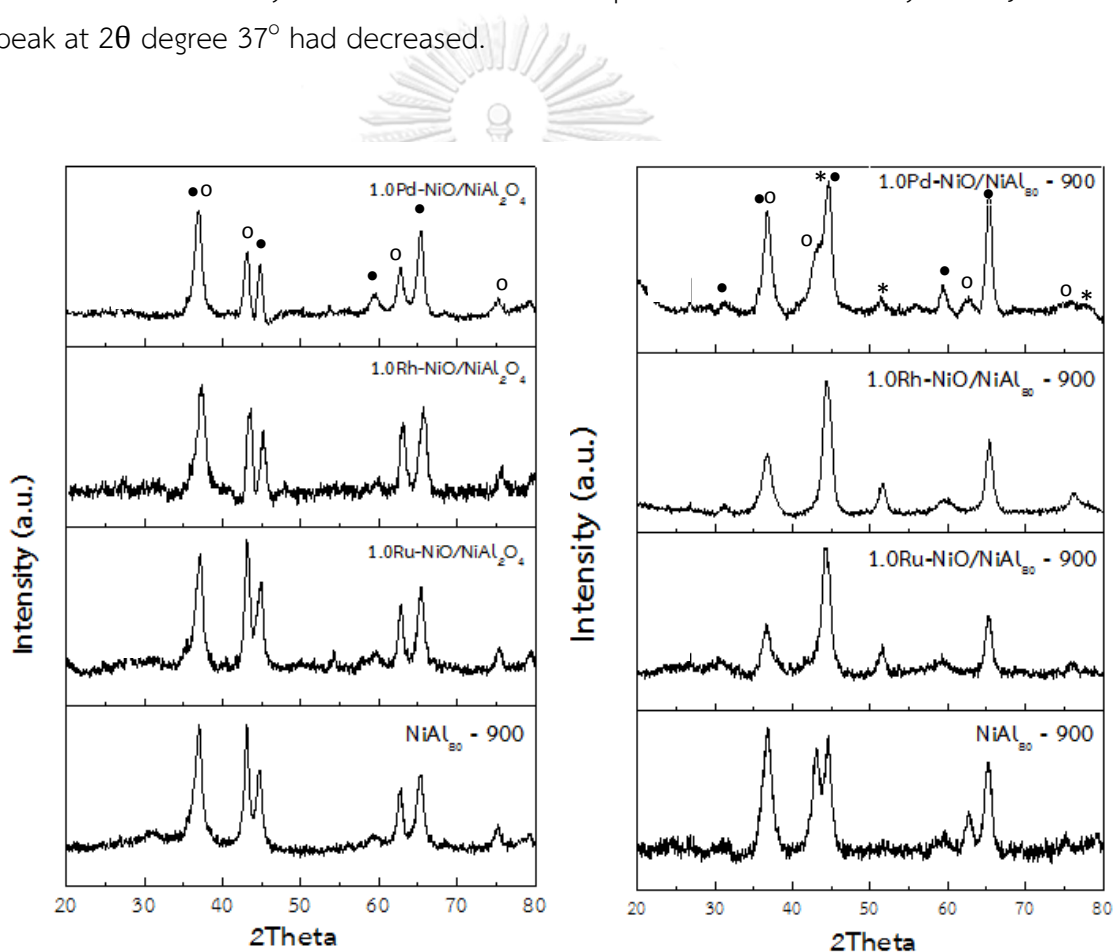 peak at 2θ degree 37° had decreased.
1.0Pd-NiO/NiAl₂O₄
1.0Rh-NiO/NiAl₂O₄
1.0Ru-NiO/NiAl₂O₄
NiAl₈₀ - 900
Intensity (a.u.)
20 30 40 50 60 70 80
2Theta
1.0Pd-NiO/NiAl₈₀ - 900
1.0Rh-NiO/NiAl₈₀ - 900
1.0Ru-NiO/NiAl₈₀ - 900
NiAl₈₀ - 900
Intensity (a.u.)
20 30 40 50 60 70 80
2Theta